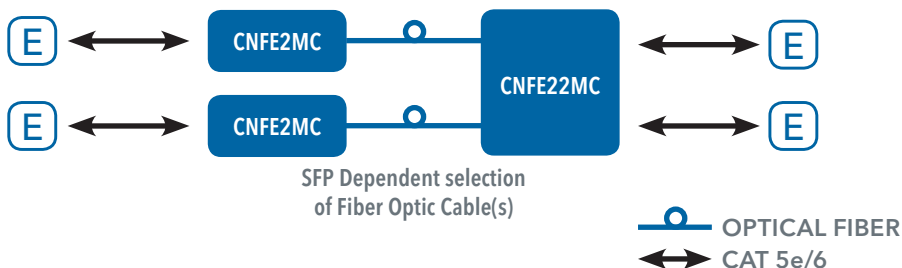 E CNFE2MC E
CNFE22MC
E CNFE2MC E
SFP Dependent selection
of Fiber Optic Cable(s)
OPTICAL FIBER
CAT 5e/6